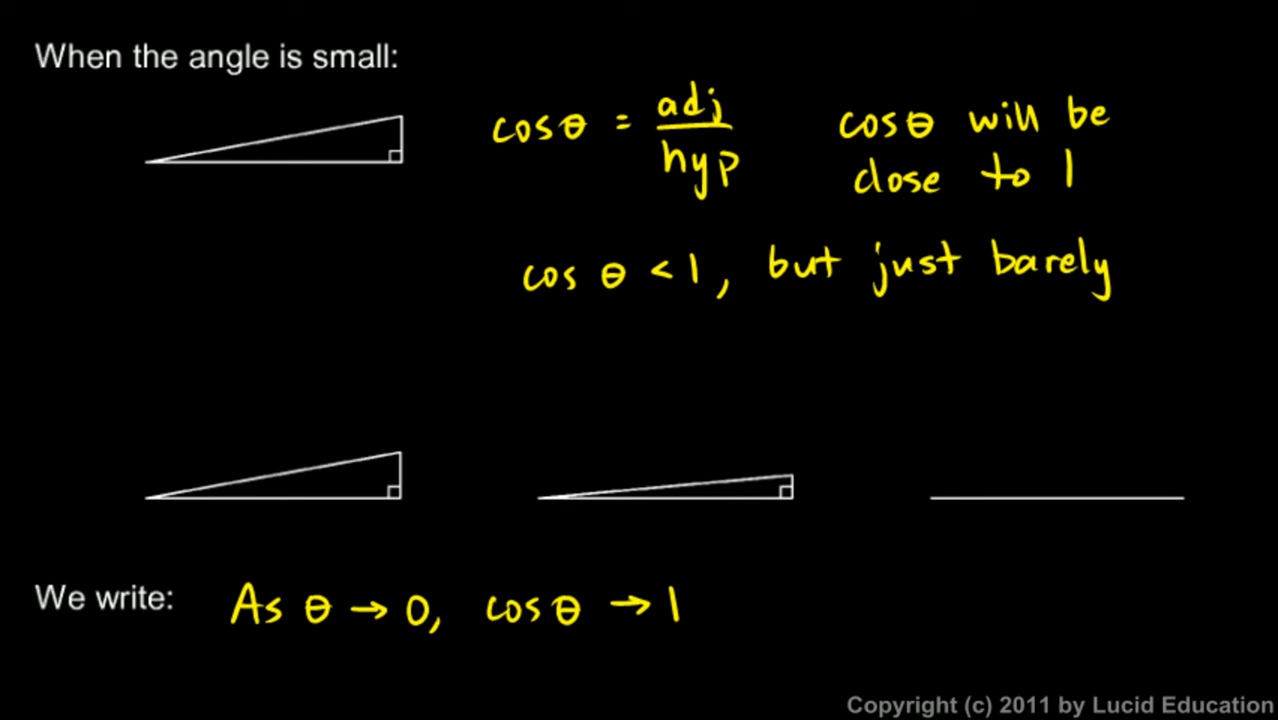 When the angle is small:
cos θ = adj/hyp
cos θ will be
close to 1
cos θ < 1, but just barely
We write: As θ → 0, cos θ → 1
Copyright (c) 2011 by Lucid Education